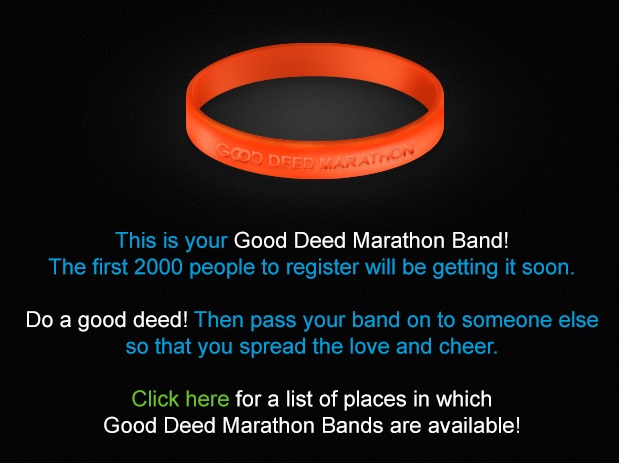 GOOD DEED MARATHON
This is your Good Deed Marathon Band!
The first 2000 people to register will be getting it soon.
Do a good deed! Then pass your band on to someone else
so that you spread the love and cheer.
Click here for a list of places in which
Good Deed Marathon Bands are available!